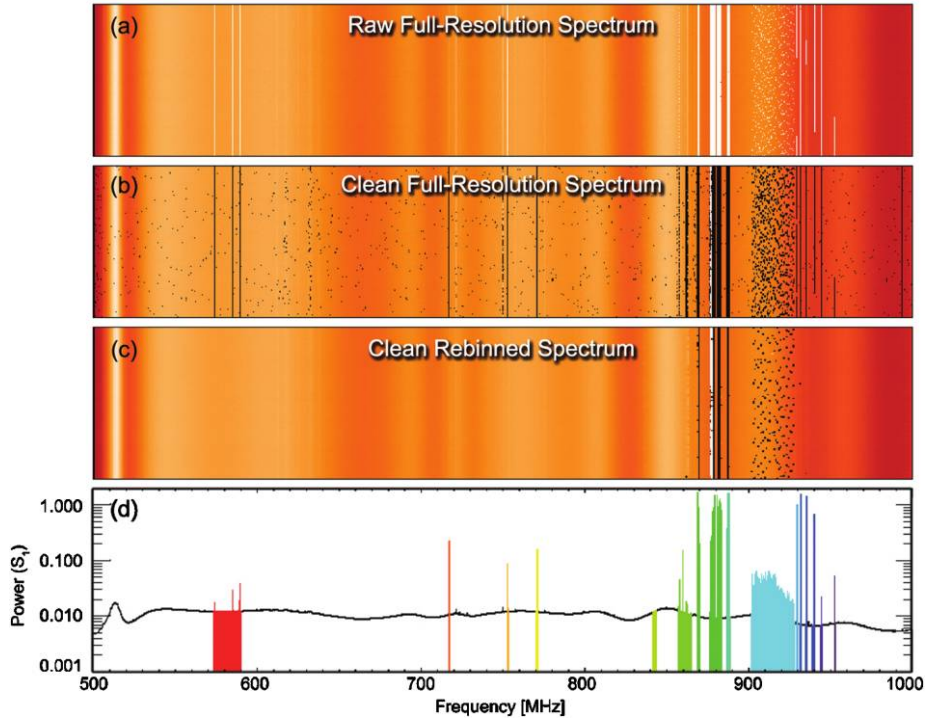 (a)
Raw Full-Resolution Spectrum
(b)
Clean Full-Resolution Spectrum
(c)
Clean Rebinned Spectrum
(d)
1.000
0.100
0.010
0.001
Power (S₁)
500 600 700 800 900 1000
Frequency [MHz]